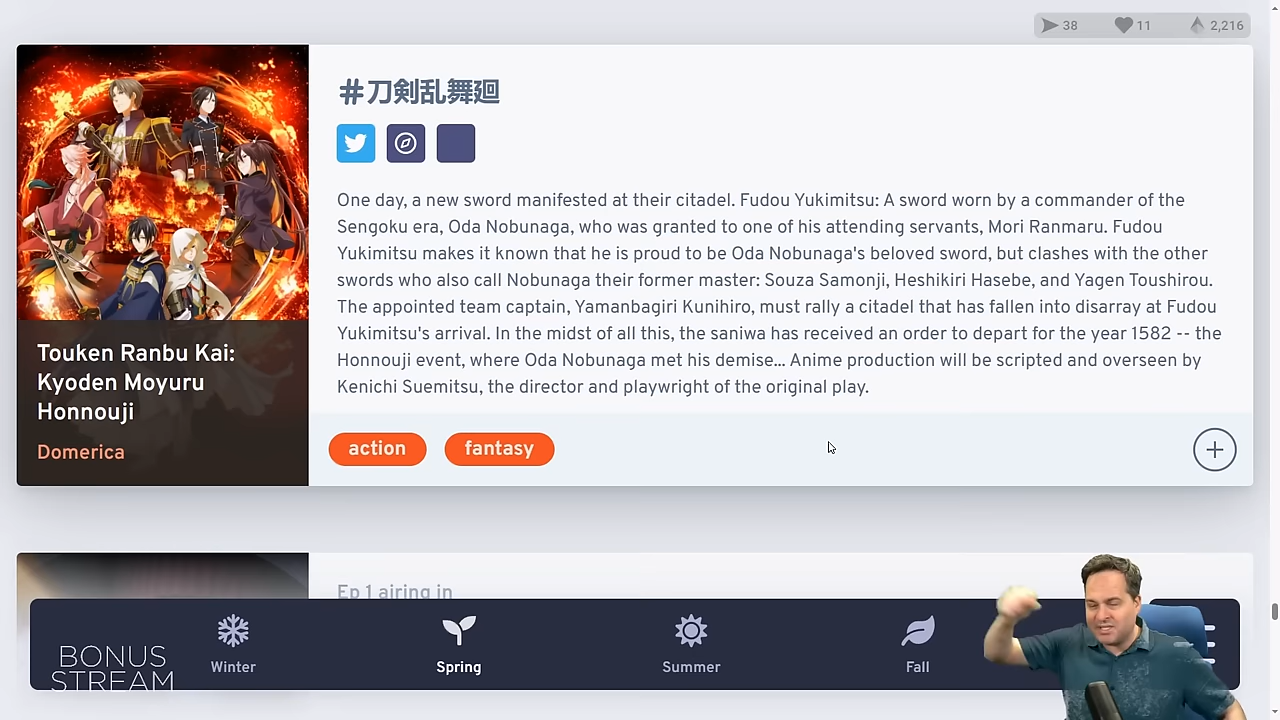 38 11 2,216
#刀剣乱舞廻
One day, a new sword manifested at their citadel. Fudou Yukimitsu: A sword worn by a commander of the
Sengoku era, Oda Nobunaga, who was granted to one of his attending servants, Mori Ranmaru. Fudou
Yukimitsu makes it known that he is proud to be Oda Nobunaga's beloved sword, but clashes with the other
swords who also call Nobunaga their former master: Souza Samonji, Heshikiri Hasebe, and Yagen Toushirou.
The appointed team captain, Yamanbagiri Kunihiro, must rally a citadel that has fallen into disarray at Fudou
Yukimitsu's arrival. In the midst of all this, the saniwa has received an order to depart for the year 1582 -- the
Honnouji event, where Oda Nobunaga met his demise... Anime production will be scripted and overseen by
Kenichi Suemitsu, the director and playwright of the original play.
Touken Ranbu Kai:
Kyoden Moyuru
Honnouji
Domerica
action fantasy
Ep 1 airing in
BONUS
STREAM
Winter Spring Summer Fall